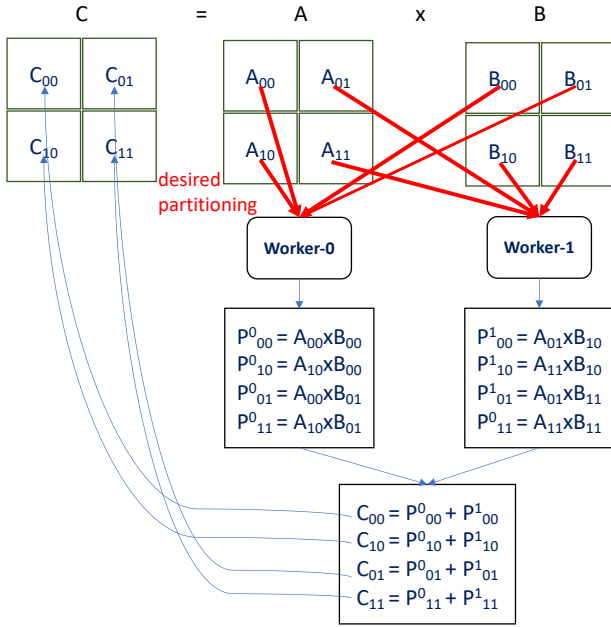 C = A x B
C₀₀ C₀₁ A₀₀ A₀₁ B₀₀ B₀₁
C₁₀ C₁₁ A₁₀ A₁₁ B₁₀ B₁₁
desired
partitioning
Worker-0 Worker-1
P⁰₀₀ = A₀₀xB₀₀
P⁰₁₀ = A₁₀xB₀₀
P⁰₀₁ = A₀₀xB₀₁
P⁰₁₁ = A₁₀xB₀₁
P¹₀₀ = A₀₁xB₁₀
P¹₁₀ = A₁₁xB₁₀
P¹₀₁ = A₀₁xB₁₁
P⁰₁₁ = A₁₁xB₁₁
C₀₀ = P⁰₀₀ + P¹₀₀
C₁₀ = P⁰₁₀ + P¹₁₀
C₀₁ = P⁰₀₁ + P¹₀₁
C₁₁ = P⁰₁₁ + P¹₁₁